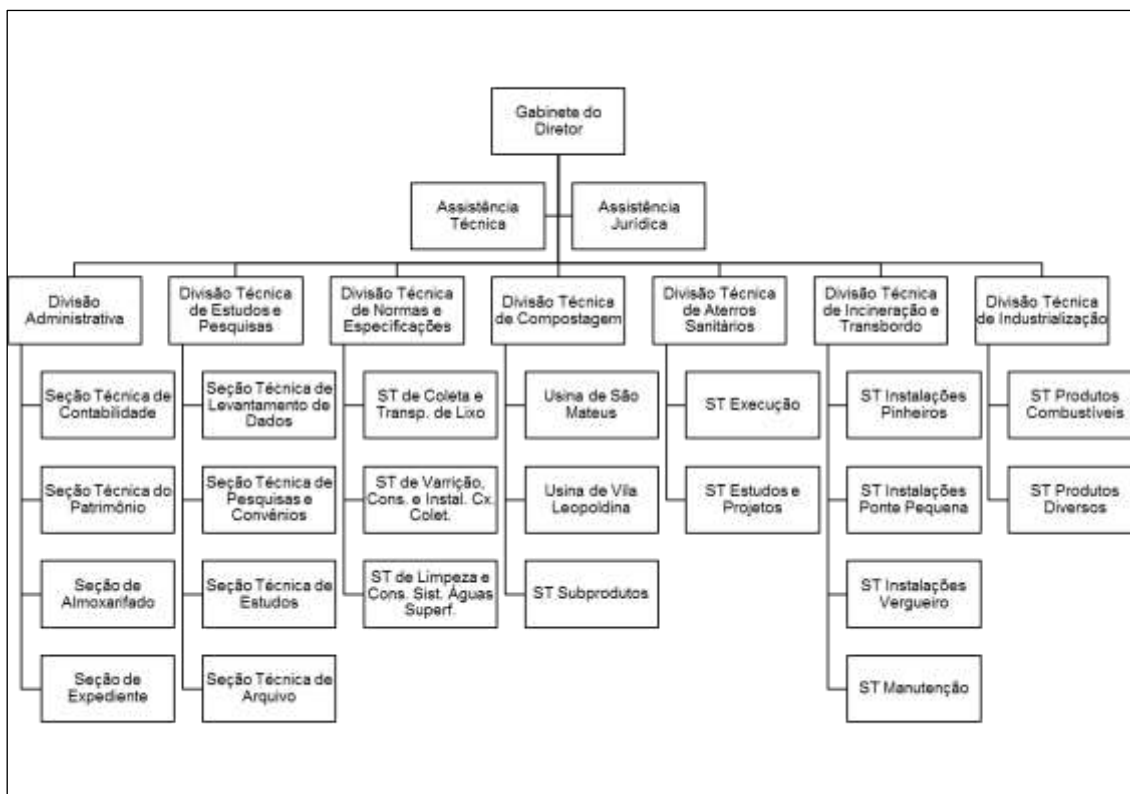 Gabinete do
Diretor
Assistência
Técnica
Assistência
Jurídica
Divisão
Administrativa
Divisão Técnica
de Estudos e
Pesquisas
Divisão Técnica
de Normas e
Especificações
Divisão Técnica
de Compostagem
Divisão Técnica
de Aterros
Sanitários
Divisão Técnica
de Incineração e
Transbordo
Divisão Técnica
de Industrialização
Seção Técnica de
Contabilidade
Seção Técnica de
Levantamento de
Dados
ST de Coleta e
Transp. de Lixo
Usina de São
Mateus
ST Execução
ST Instalações
Pinheiros
ST Produtos
Combustíveis
Seção Técnica do
Patrimônio
Seção Técnica de
Pesquisas e
Convênios
ST de Varrição,
Cons. e Instal. Cx.
Colet.
Usina de Vila
Leopoldina
ST Estudos e
Projetos
ST Instalações
Ponte Pequena
ST Produtos
Diversos
Seção de
Almoxarifado
Seção Técnica de
Estudos
ST de Limpeza e
Cons. Sist. Águas
Superf.
ST Subprodutos
ST Instalações
Vergueiro
Seção de
Expediente
Seção Técnica de
Arquivo
ST Manutenção